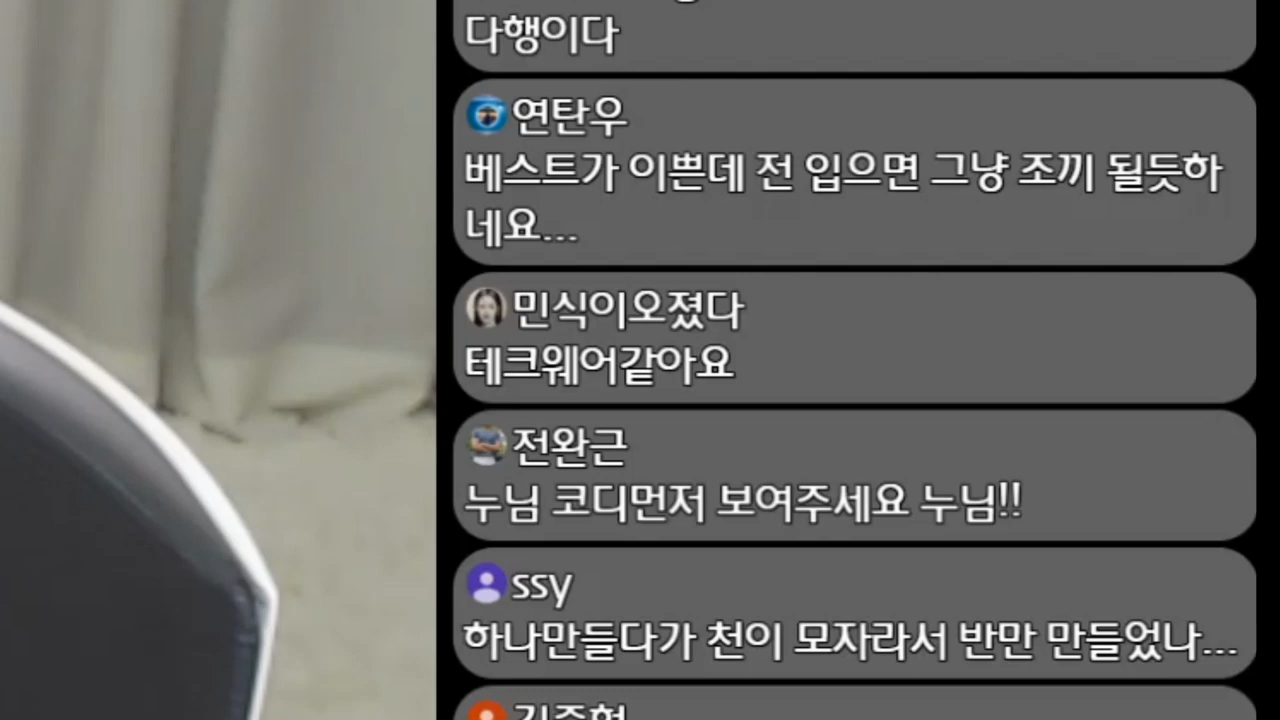 다행이다
연탄우
베스트가 이쁜데 전 입으면 그냥 조끼 될듯하
네요...
민식이오졌다
테크웨어같아요
전완근
누님 코디먼저 보여주세요 누님!!
ssy
하나만들다가 천이 모자라서 반만 만들었나...